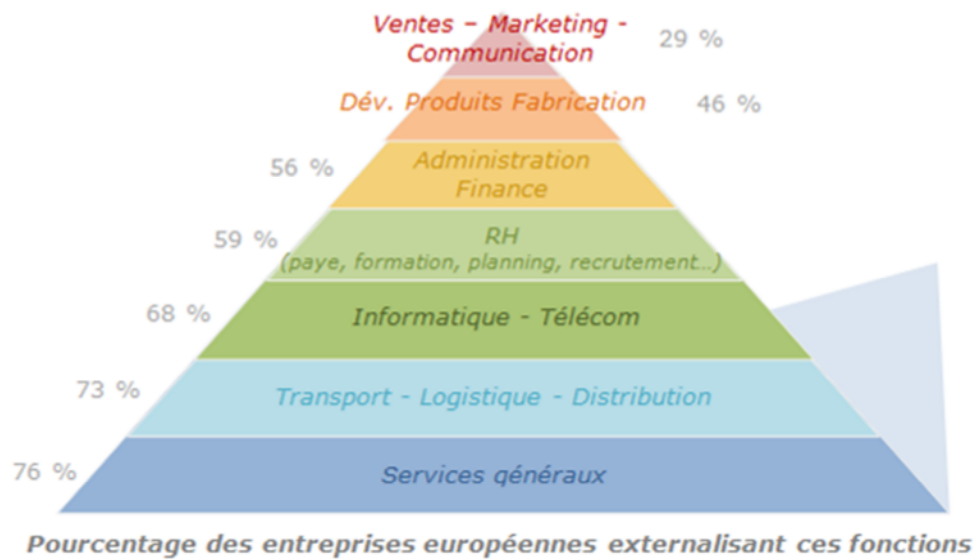 Ventes – Marketing -
Communication
29 %
Dév. Produits Fabrication
46 %
56 %
Administration
Finance
59 %
RH
(paye, formation, planning, recrutement...)
68 %
Informatique - Télécom
73 %
Transport - Logistique - Distribution
76 %
Services généraux
Pourcentage des entreprises européennes externalisant ces fonctions